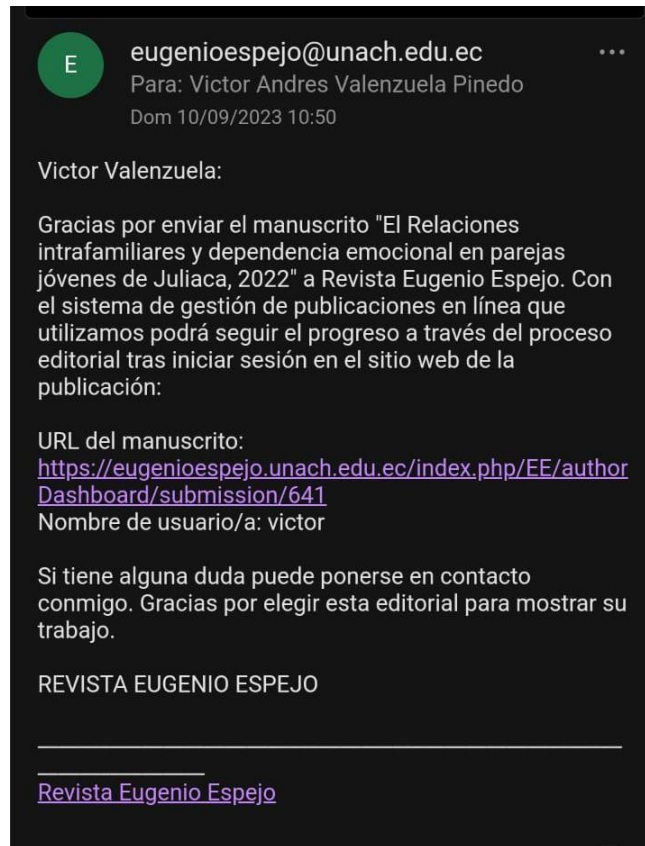 E
eugenioespejo@unach.edu.ec
Para: Victor Andres Valenzuela Pinedo
Dom 10/09/2023 10:50
Victor Valenzuela:
Gracias por enviar el manuscrito "El Relaciones
intrafamiliares y dependencia emocional en parejas
jóvenes de Juliaca, 2022" a Revista Eugenio Espejo. Con
el sistema de gestión de publicaciones en línea que
utilizamos podrá seguir el progreso a través del proceso
editorial tras iniciar sesión en el sitio web de la
publicación:
URL del manuscrito:
https://eugenioespejo.unach.edu.ec/index.php/EE/author
Dashboard/submission/641
Nombre de usuario/a: victor
Si tiene alguna duda puede ponerse en contacto
conmigo. Gracias por elegir esta editorial para mostrar su
trabajo.
REVISTA EUGENIO ESPEJO
Revista Eugenio Espejo